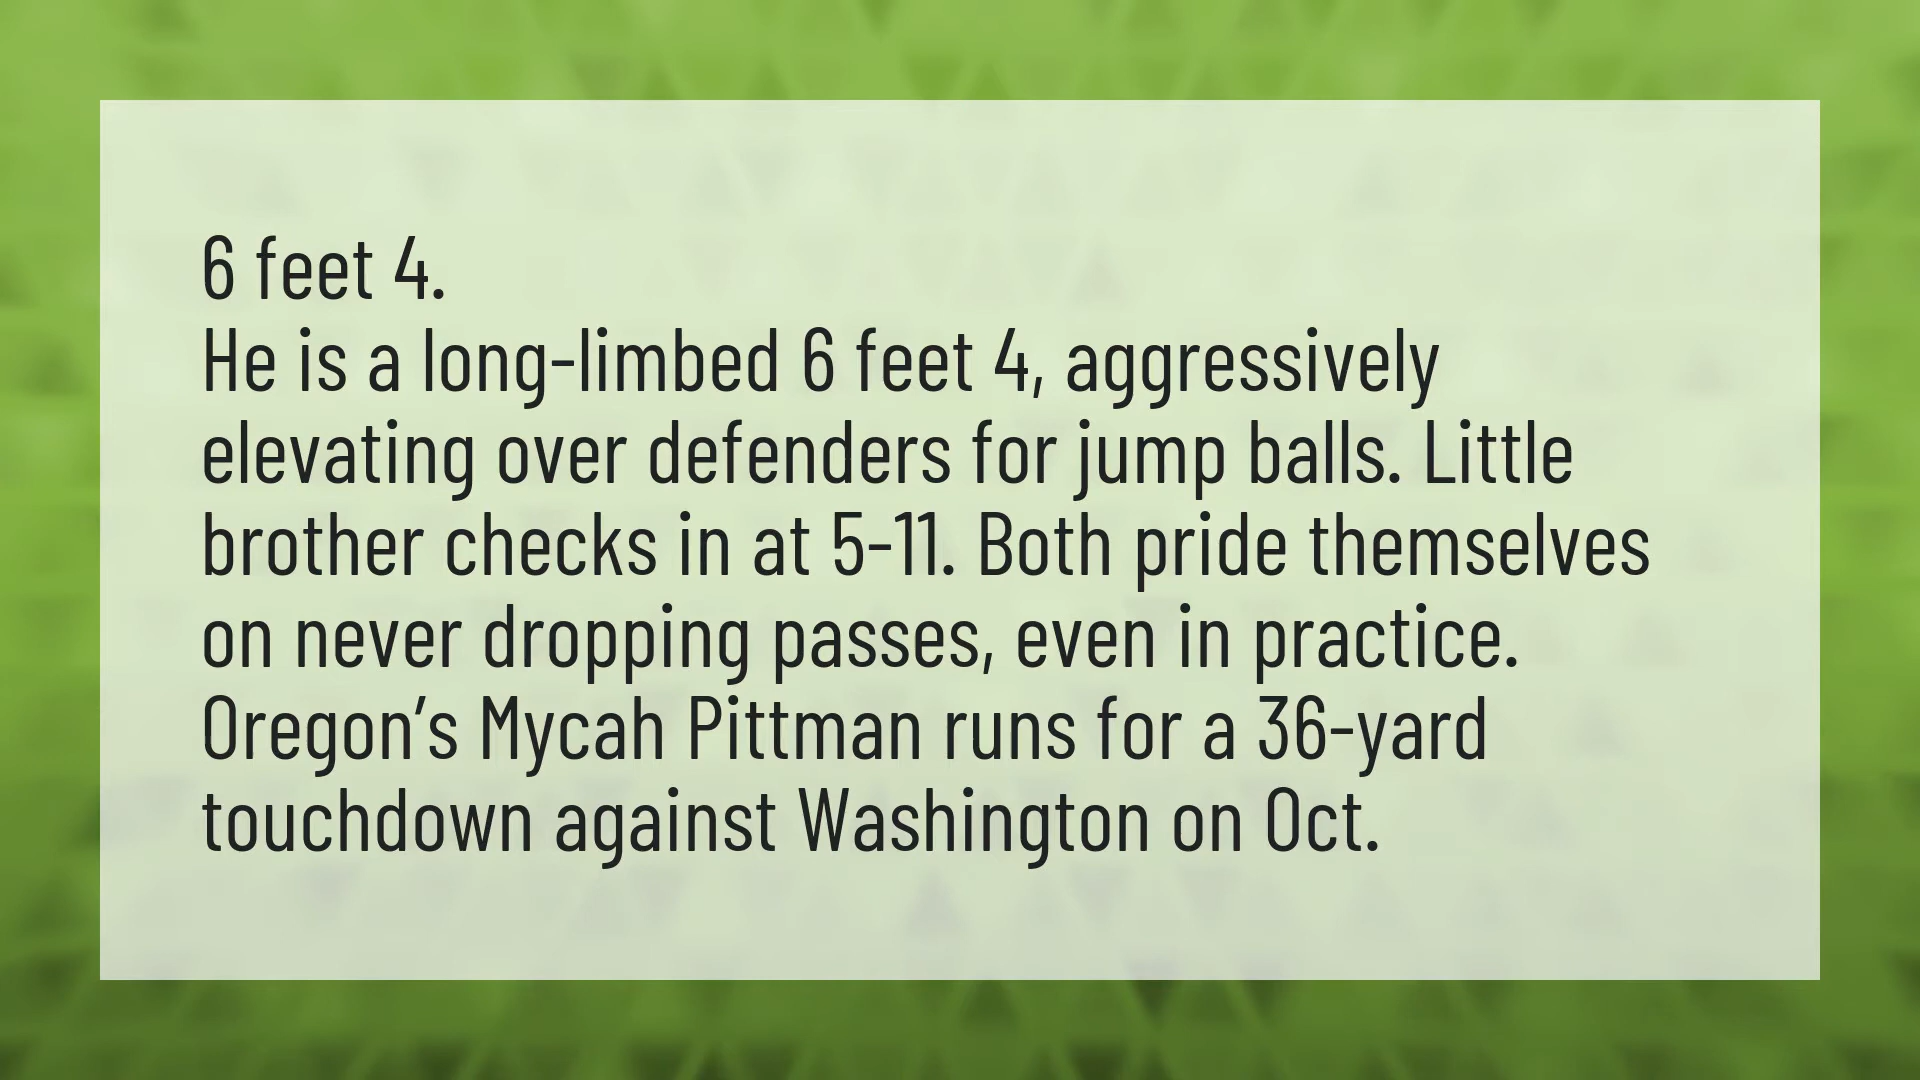 6 feet 4.
He is a long-limbed 6 feet 4, aggressively
elevating over defenders for jump balls. Little
brother checks in at 5-11. Both pride themselves
on never dropping passes, even in practice.
Oregon’s Mycah Pittman runs for a 36-yard
touchdown against Washington on Oct.